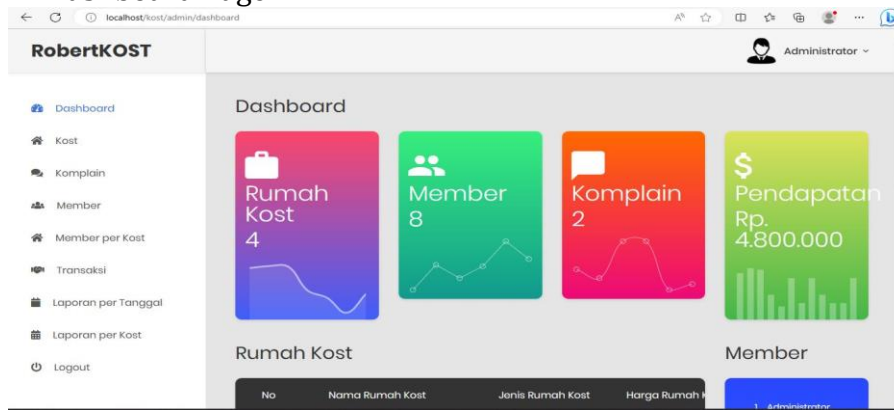 localhost/kost/admin/dashboard
RobertKOST
Administrator
Dashboard
Kost
Komplain
Member
Member per Kost
Transaksi
Laporan per Tanggal
Laporan per Kost
Logout
Dashboard
Rumah
Kost
4
Member
8
Komplain
2
Pendapatan
Rp.
4.800.000
Rumah Kost
No Nama Rumah Kost Jenis Rumah Kost Harga Rumah
Member
1. Administrator